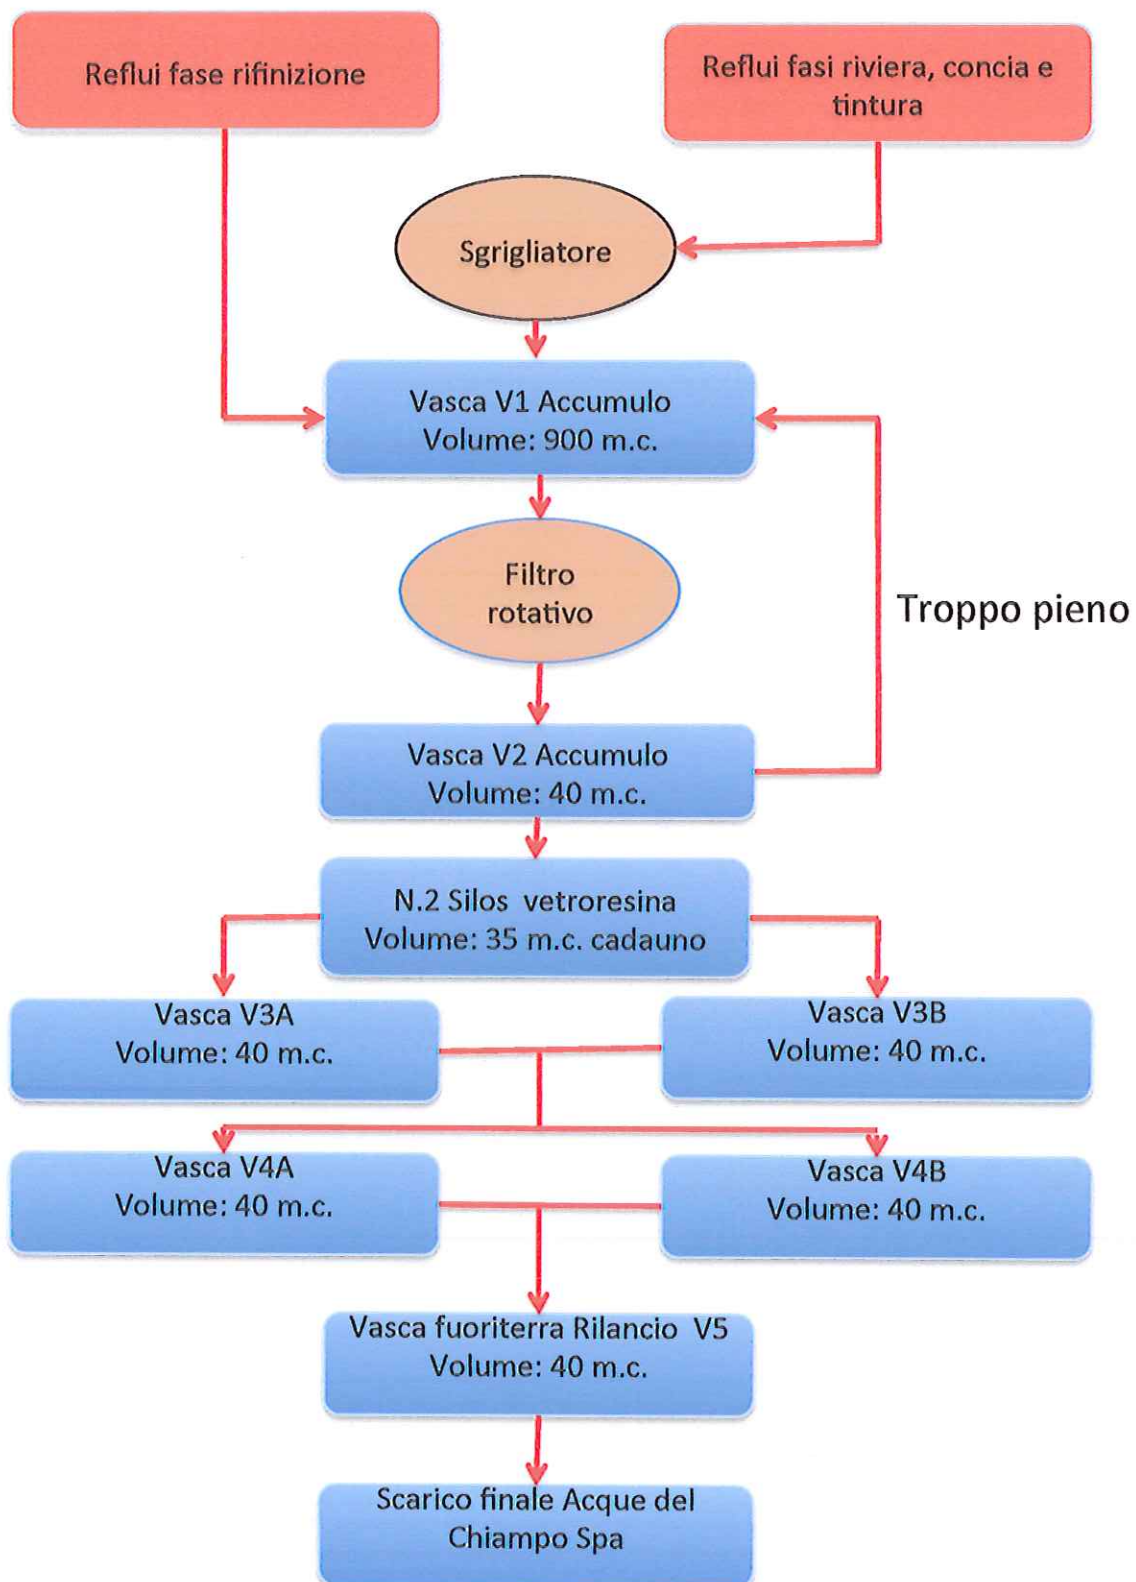 Reflui fase rifinizione
Reflui fasi riviera, concia e
tintura
Sgrigliatore
Vasca V1 Accumulo
Volume: 900 m.c.
Filtro
rotativo
Troppo pieno
Vasca V2 Accumulo
Volume: 40 m.c.
N.2 Silos vetroresina
Volume: 35 m.c. cadauno
Vasca V3A
Volume: 40 m.c.
Vasca V3B
Volume: 40 m.c.
Vasca V4A
Volume: 40 m.c.
Vasca V4B
Volume: 40 m.c.
Vasca fuoriterra Rilancio V5
Volume: 40 m.c.
Scarico finale Acque del
Chiampo Spa